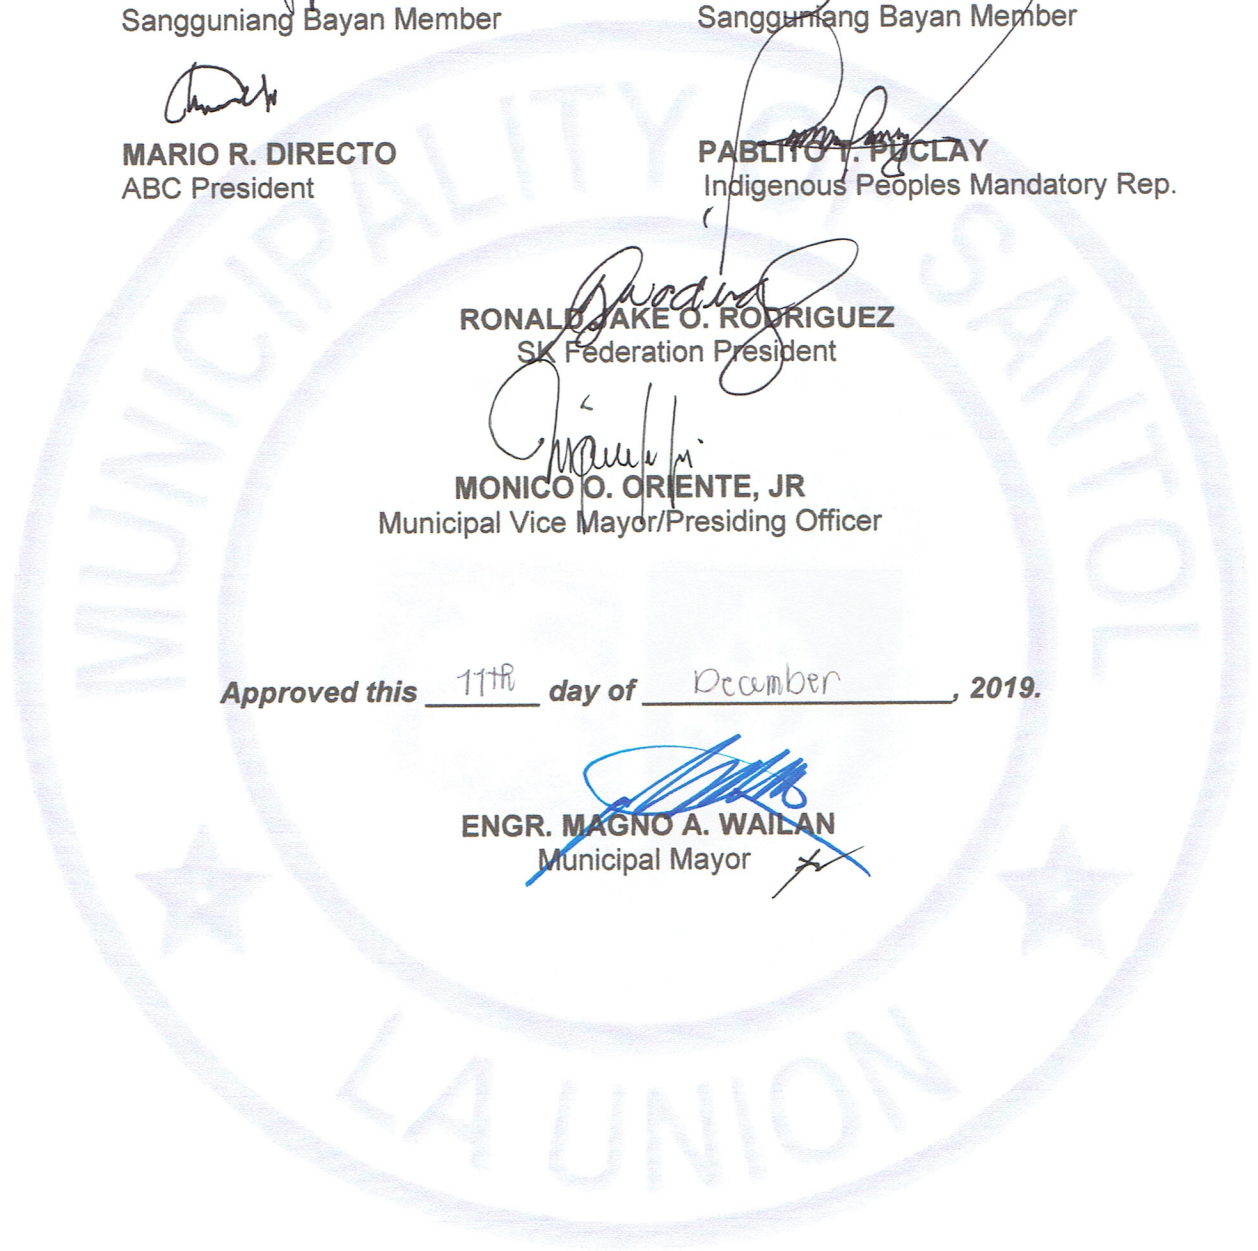 Sangguniang Bayan Member
Sangguniang Bayan Member
MARIO R. DIRECTO
ABC President
PABLITO T. PUCLAY
Indigenous Peoples Mandatory Rep.
RONALD JAKE O. RODRIGUEZ
SK Federation President
MONICO O. ORIENTE, JR
Municipal Vice Mayor/Presiding Officer
Approved this 11th day of December, 2019.
ENGR. MAGNO A. WAILAN
Municipal Mayor
MUNICIPALITY OF SANTOL
LA UNION